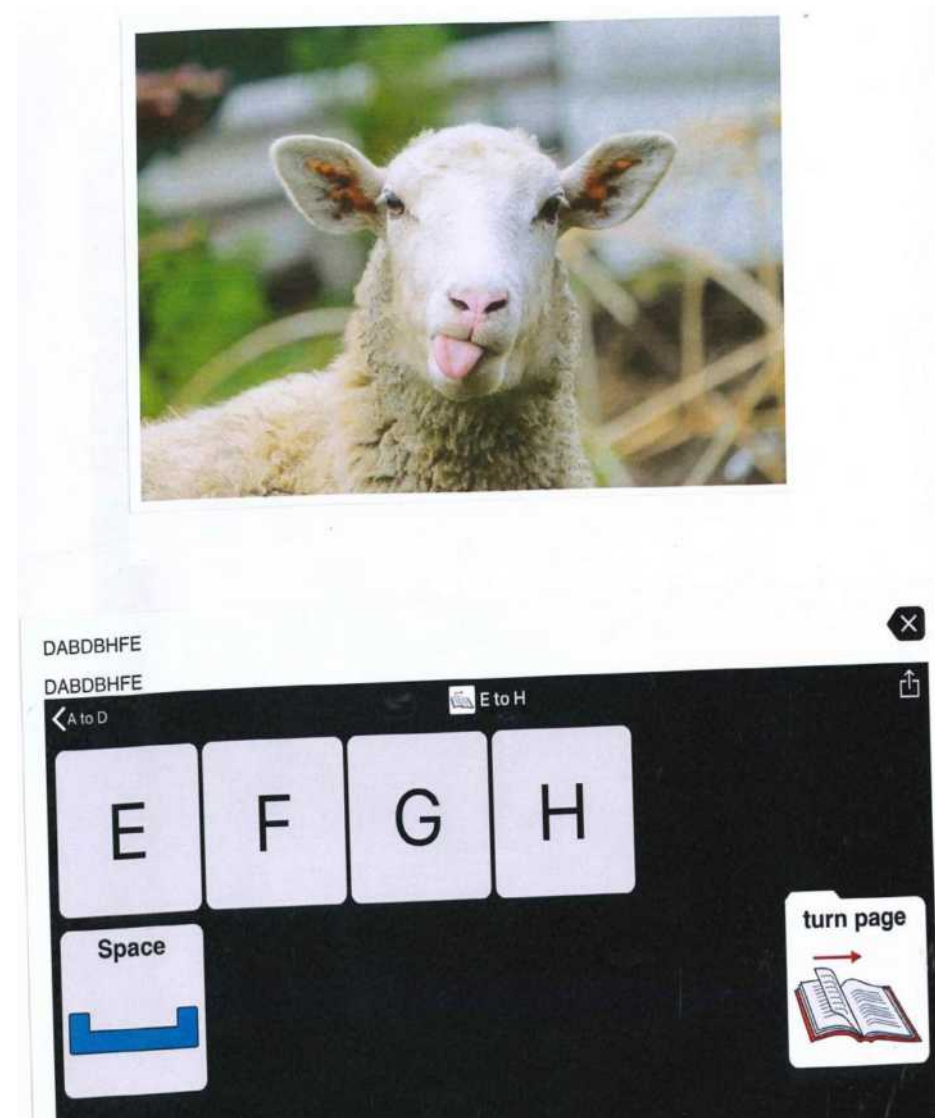 DABDBHFE
DABDBHFE
A to D
E to H
E
F
G
H
Space
turn page